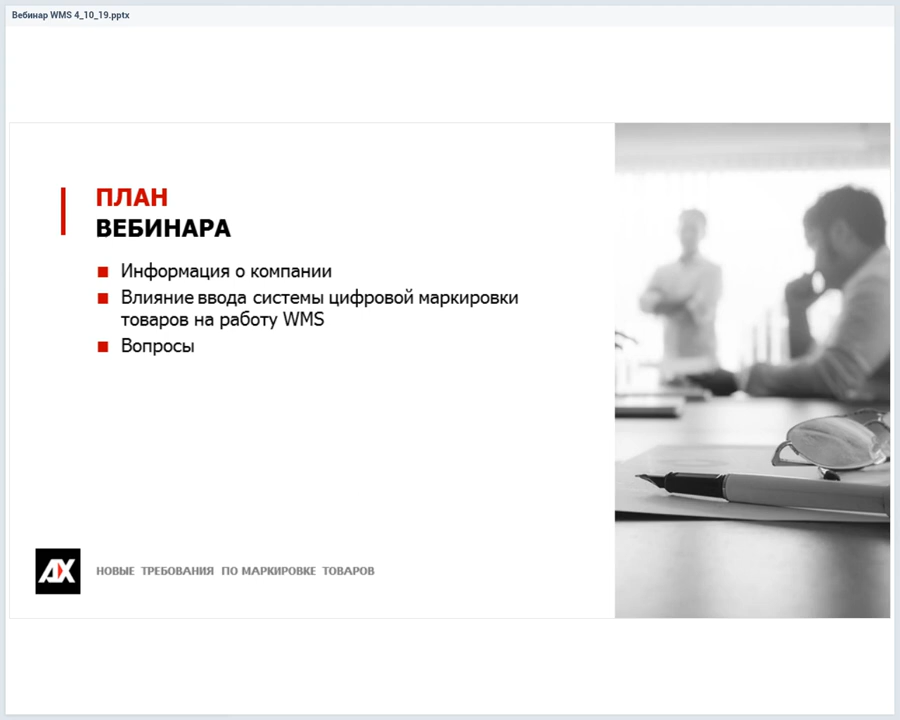 Вебинар WMS 4_10_19.pptx
ПЛАН
ВЕБИНАРА
Информация о компании
Влияние ввода системы цифровой маркировки
товаров на работу WMS
Вопросы
АХ
НОВЫЕ ТРЕБОВАНИЯ ПО МАРКИРОВКЕ ТОВАРОВ